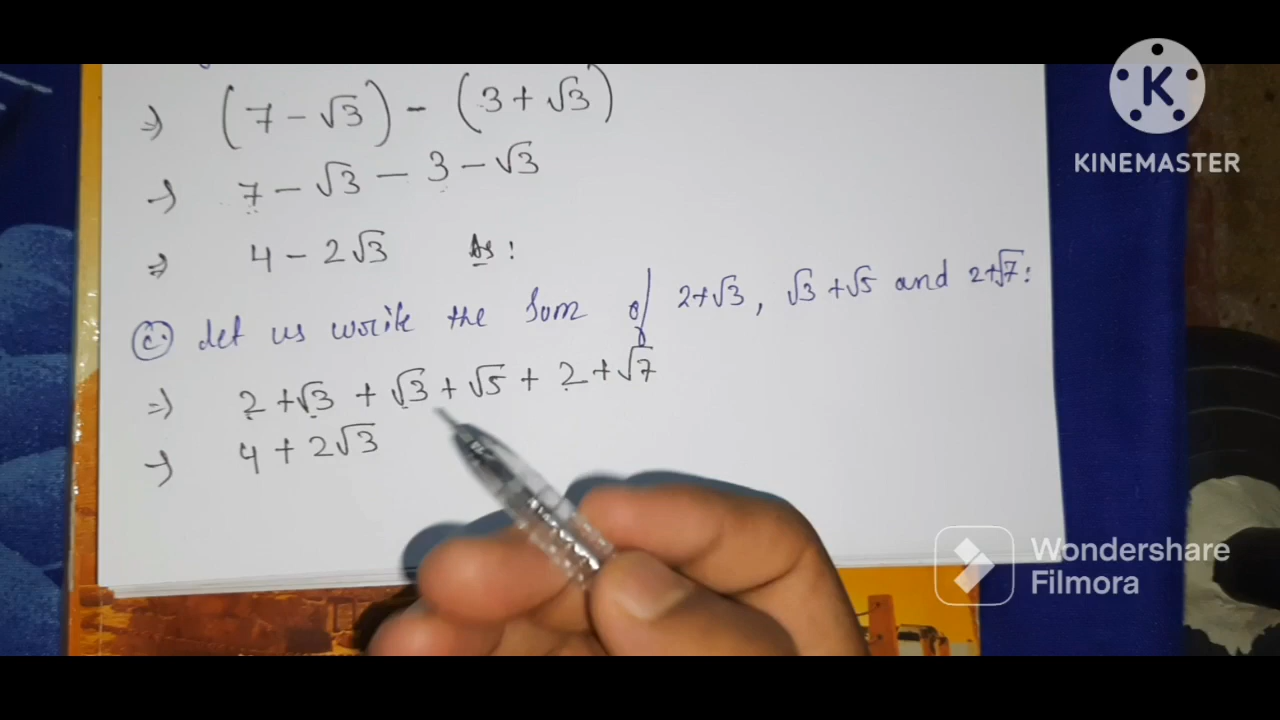 ⇒ (7 - √3) - (3 + √3)
→ 7 - √3 - 3 - √3
⇒ 4 - 2√3 As:
(c) Let us write the Sum of 2+√3, √3+√5 and 2+√7:
⇒ 2+√3 + √3+√5 + 2+√7
→ 4 + 2√3
K
KINEMASTER
Wondershare
Filmora